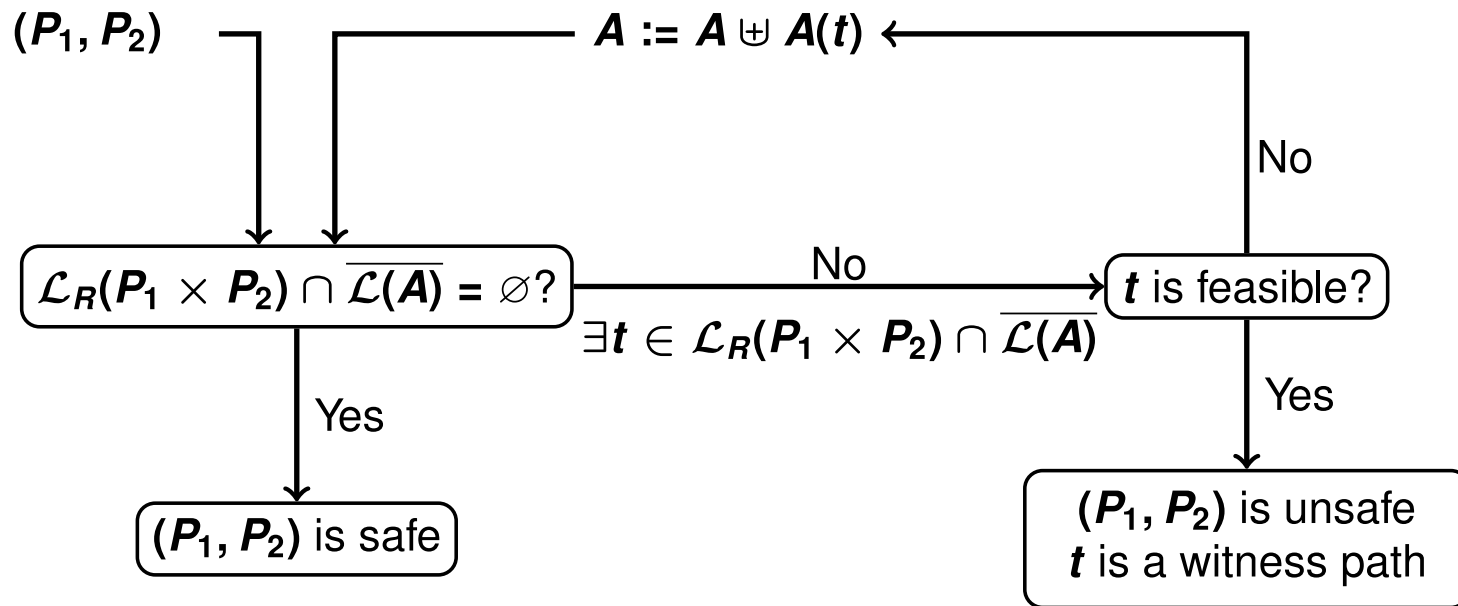 (P₁, P₂)
A := A ⊎ A(t)
No
ℒ_R(P₁ × P₂) ∩ \overline{ℒ(A)} = ∅?
No
t is feasible?
∃t ∈ ℒ_R(P₁ × P₂) ∩ \overline{ℒ(A)}
Yes
Yes
(P₁, P₂) is safe
(P₁, P₂) is unsafe
t is a witness path